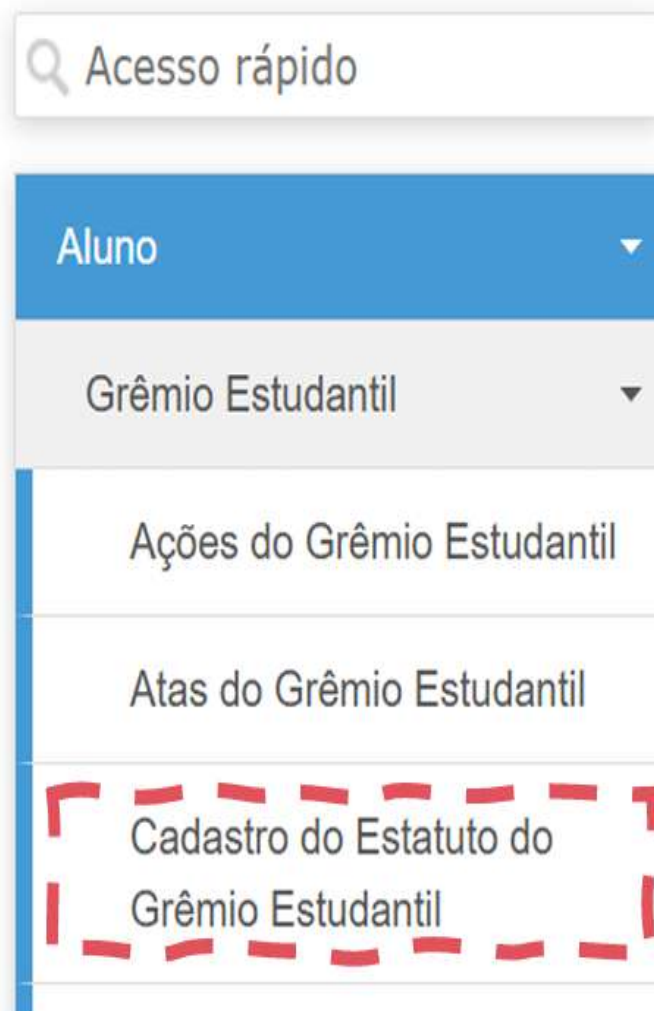 Acesso rápido
Aluno
Grêmio Estudantil
Ações do Grêmio Estudantil
Atas do Grêmio Estudantil
Cadastro do Estatuto do
Grêmio Estudantil